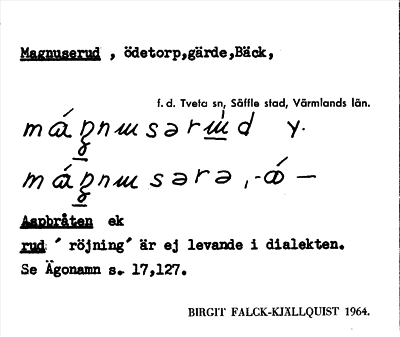 Magnuserud , ödetorp,gärde,Bäck,
f. d. Tveta sn, Säffle stad, Värmlands län.
y.
Aspbråten ek
rud ´ röjning´ är ej levande i dialekten.
Se Ägonamn s. 17,127.
BIRGIT FALCK-KJÄLLQUIST 1964.